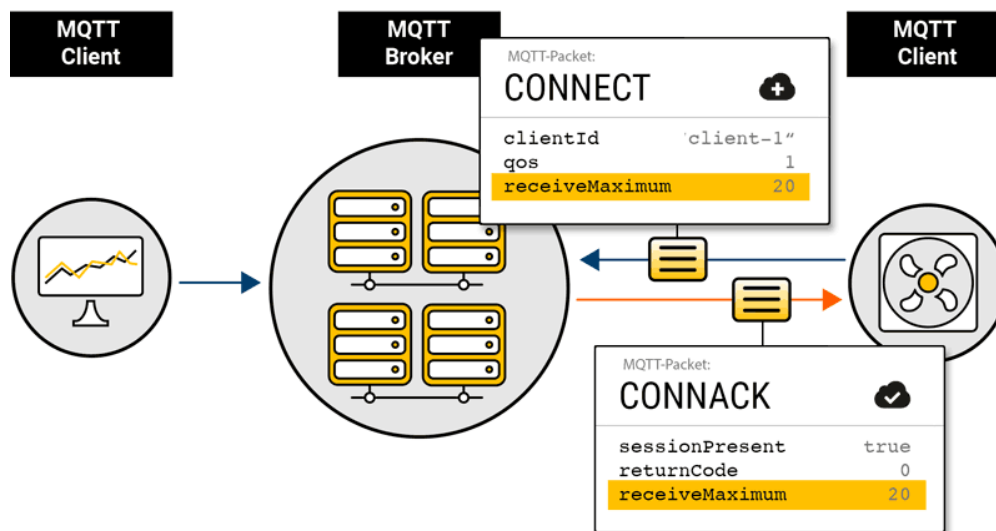 MQTT
Client
MQTT
Broker
MQTT
Client
MQTT-Packet:
CONNECT
clientId "client-1“
qos 1
receiveMaximum 20
MQTT-Packet:
CONNACK
sessionPresent true
returnCode 0
receiveMaximum 20